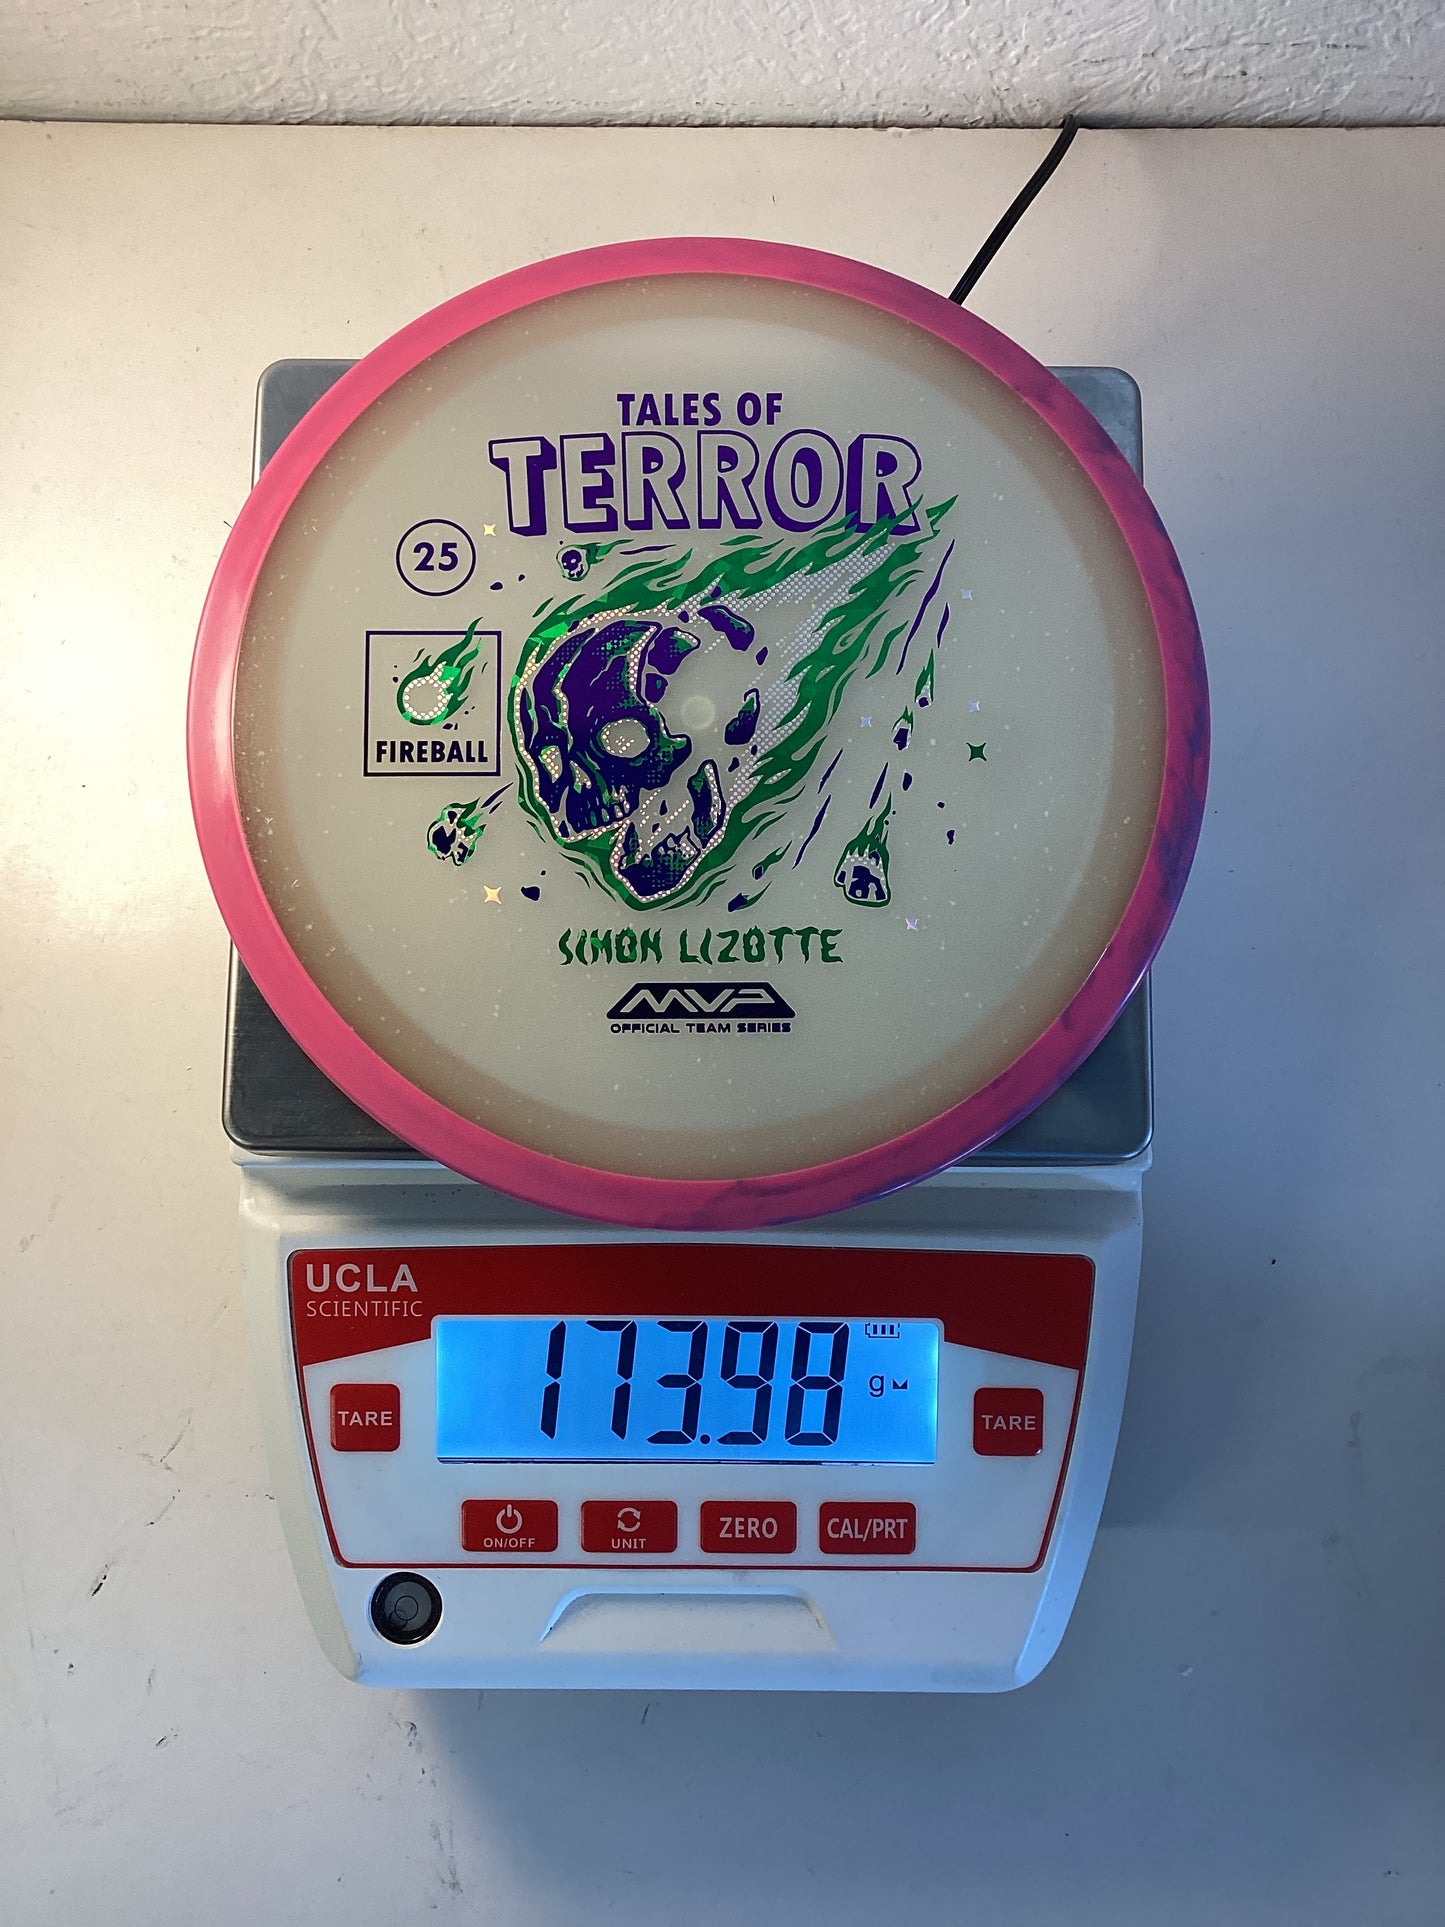 TALES OF
TERROR
25
FIREBALL
SIMON LIZOTTE
MVP
OFFICIAL TEAM SERIES
UCLA
SCIENTIFIC
173.98 g
TARE
TARE
ON/OFF
UNIT
ZERO
CAL/PRT